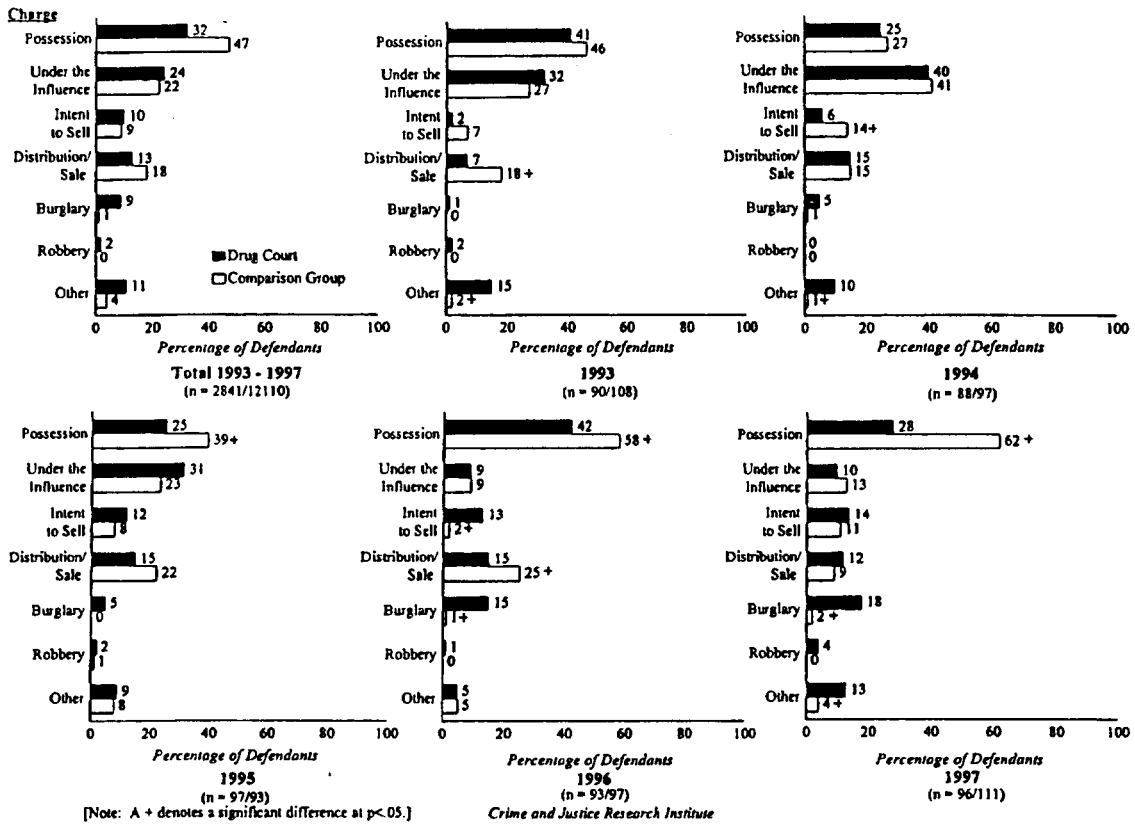 Charge
Possession
32
47
Under the
Influence
24
22
Intent
to Sell
10
9
Distribution/
Sale
13
18
Burglary
9
1
Robbery
2
0
Other
11
4
Drug Court
Comparison Group
0 20 40 60 80 100
Percentage of Defendants
Total 1993 - 1997
(n = 2841/12110)
Possession
41
46
Under the
Influence
32
27
Intent
to Sell
2
7
Distribution/
Sale
7
18 +
Burglary
1
0
Robbery
2
0
Other
15
2 +
0 20 40 60 80 100
Percentage of Defendants
1993
(n = 90/108)
Possession
25
27
Under the
Influence
40
41
Intent
to Sell
6
14+
Distribution/
Sale
15
15
Burglary
5
1
Robbery
0
0
Other
10
1+
0 20 40 60 80 100
Percentage of Defendants
1994
(n = 88/97)
Possession
25
39+
Under the
Influence
31
23
Intent
to Sell
12
8
Distribution/
Sale
15
22
Burglary
5
0
Robbery
2
1
Other
9
8
0 20 40 60 80 100
Percentage of Defendants
1995
(n = 97/93)
Possession
42
58 +
Under the
Influence
9
9
Intent
to Sell
13
2 +
Distribution/
Sale
15
25 +
Burglary
15
1+
Robbery
1
0
Other
5
5
0 20 40 60 80 100
Percentage of Defendants
1996
(n = 93/97)
Possession
28
62 +
Under the
Influence
10
13
Intent
to Sell
14
11
Distribution/
Sale
12
9
Burglary
18
2 +
Robbery
4
0
Other
13
4 +
0 20 40 60 80 100
Percentage of Defendants
1997
(n = 96/111)
[Note: A + denotes a significant difference at p<.05.]
Crime and Justice Research Institute